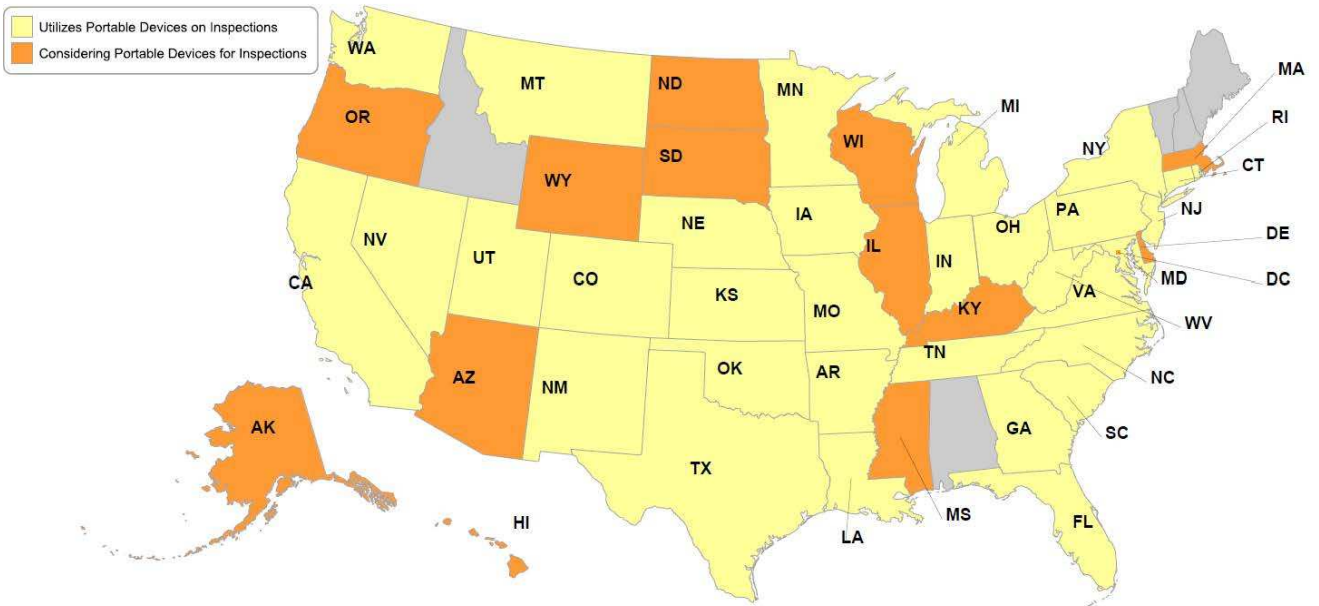 Utilizes Portable Devices on Inspections
Considering Portable Devices for Inspections
WA
MT
ND
MN
MI
MA
RI
OR
SD
WI
NY
CT
WY
NE
IA
PA
NJ
OH
DE
NV
UT
IL
IN
CA
CO
KS
MO
KY
VA
MD
DC
WV
TN
AZ
NM
OK
AR
NC
AK
GA
SC
TX
HI
LA
MS
FL